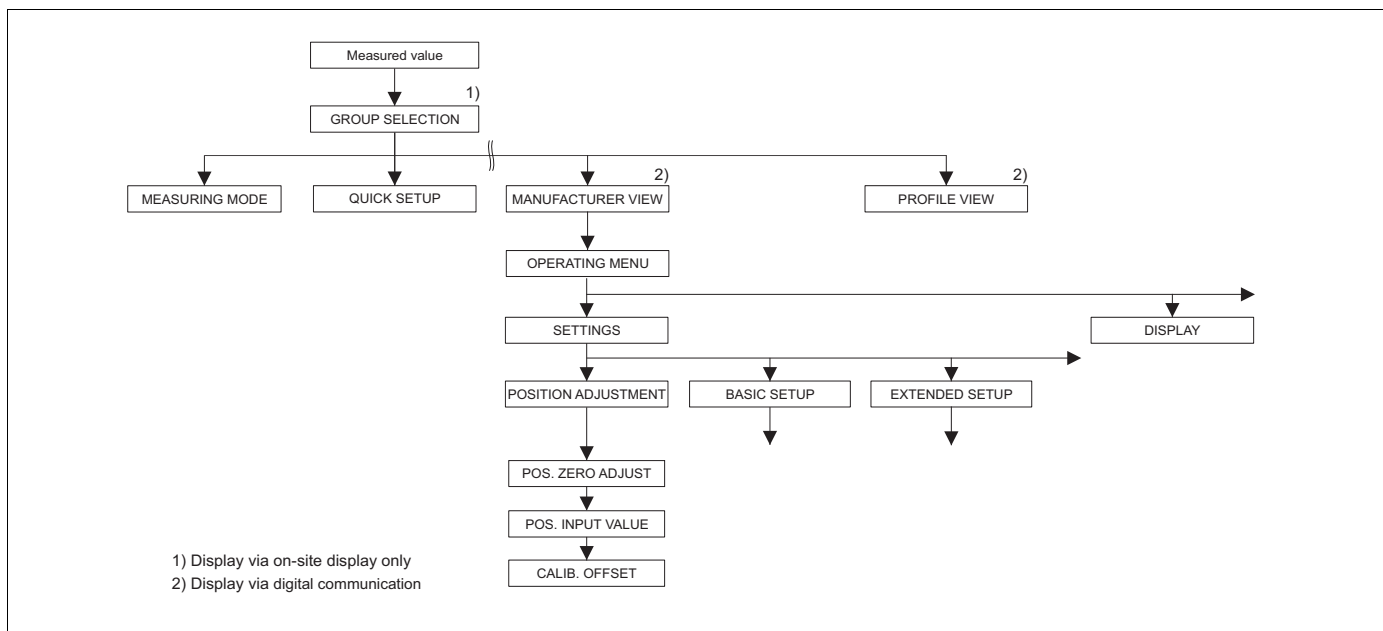 Measured value
1)
GROUP SELECTION
2)
2)
MEASURING MODE
QUICK SETUP
MANUFACTURER VIEW
PROFILE VIEW
OPERATING MENU
SETTINGS
DISPLAY
POSITION ADJUSTMENT
BASIC SETUP
EXTENDED SETUP
POS. ZERO ADJUST
POS. INPUT VALUE
CALIB. OFFSET
1) Display via on-site display only
2) Display via digital communication